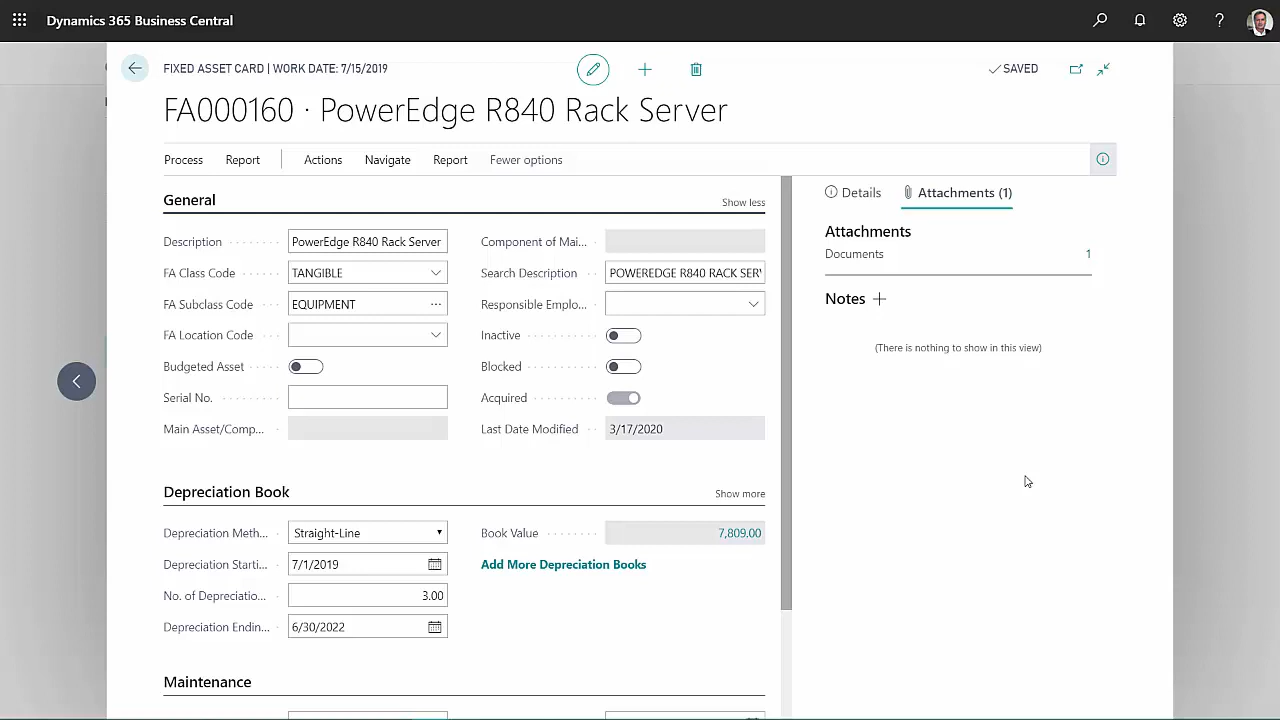 Dynamics 365 Business Central
FIXED ASSET CARD | WORK DATE: 7/15/2019
SAVED
FA000160 · PowerEdge R840 Rack Server
Process Report Actions Navigate Report Fewer options
General Show less
Description PowerEdge R840 Rack Server
FA Class Code TANGIBLE
FA Subclass Code EQUIPMENT
FA Location Code
Budgeted Asset
Serial No.
Main Asset/Comp...
Component of Mai...
Search Description POWEREDGE R840 RACK SERV
Responsible Emplo...
Inactive
Blocked
Acquired
Last Date Modified 3/17/2020
Depreciation Book Show more
Depreciation Meth... Straight-Line
Depreciation Starti... 7/1/2019
No. of Depreciatio... 3.00
Depreciation Endin... 6/30/2022
Book Value 7,809.00
Add More Depreciation Books
Maintenance
Details Attachments (1)
Attachments
Documents 1
Notes
(There is nothing to show in this view)